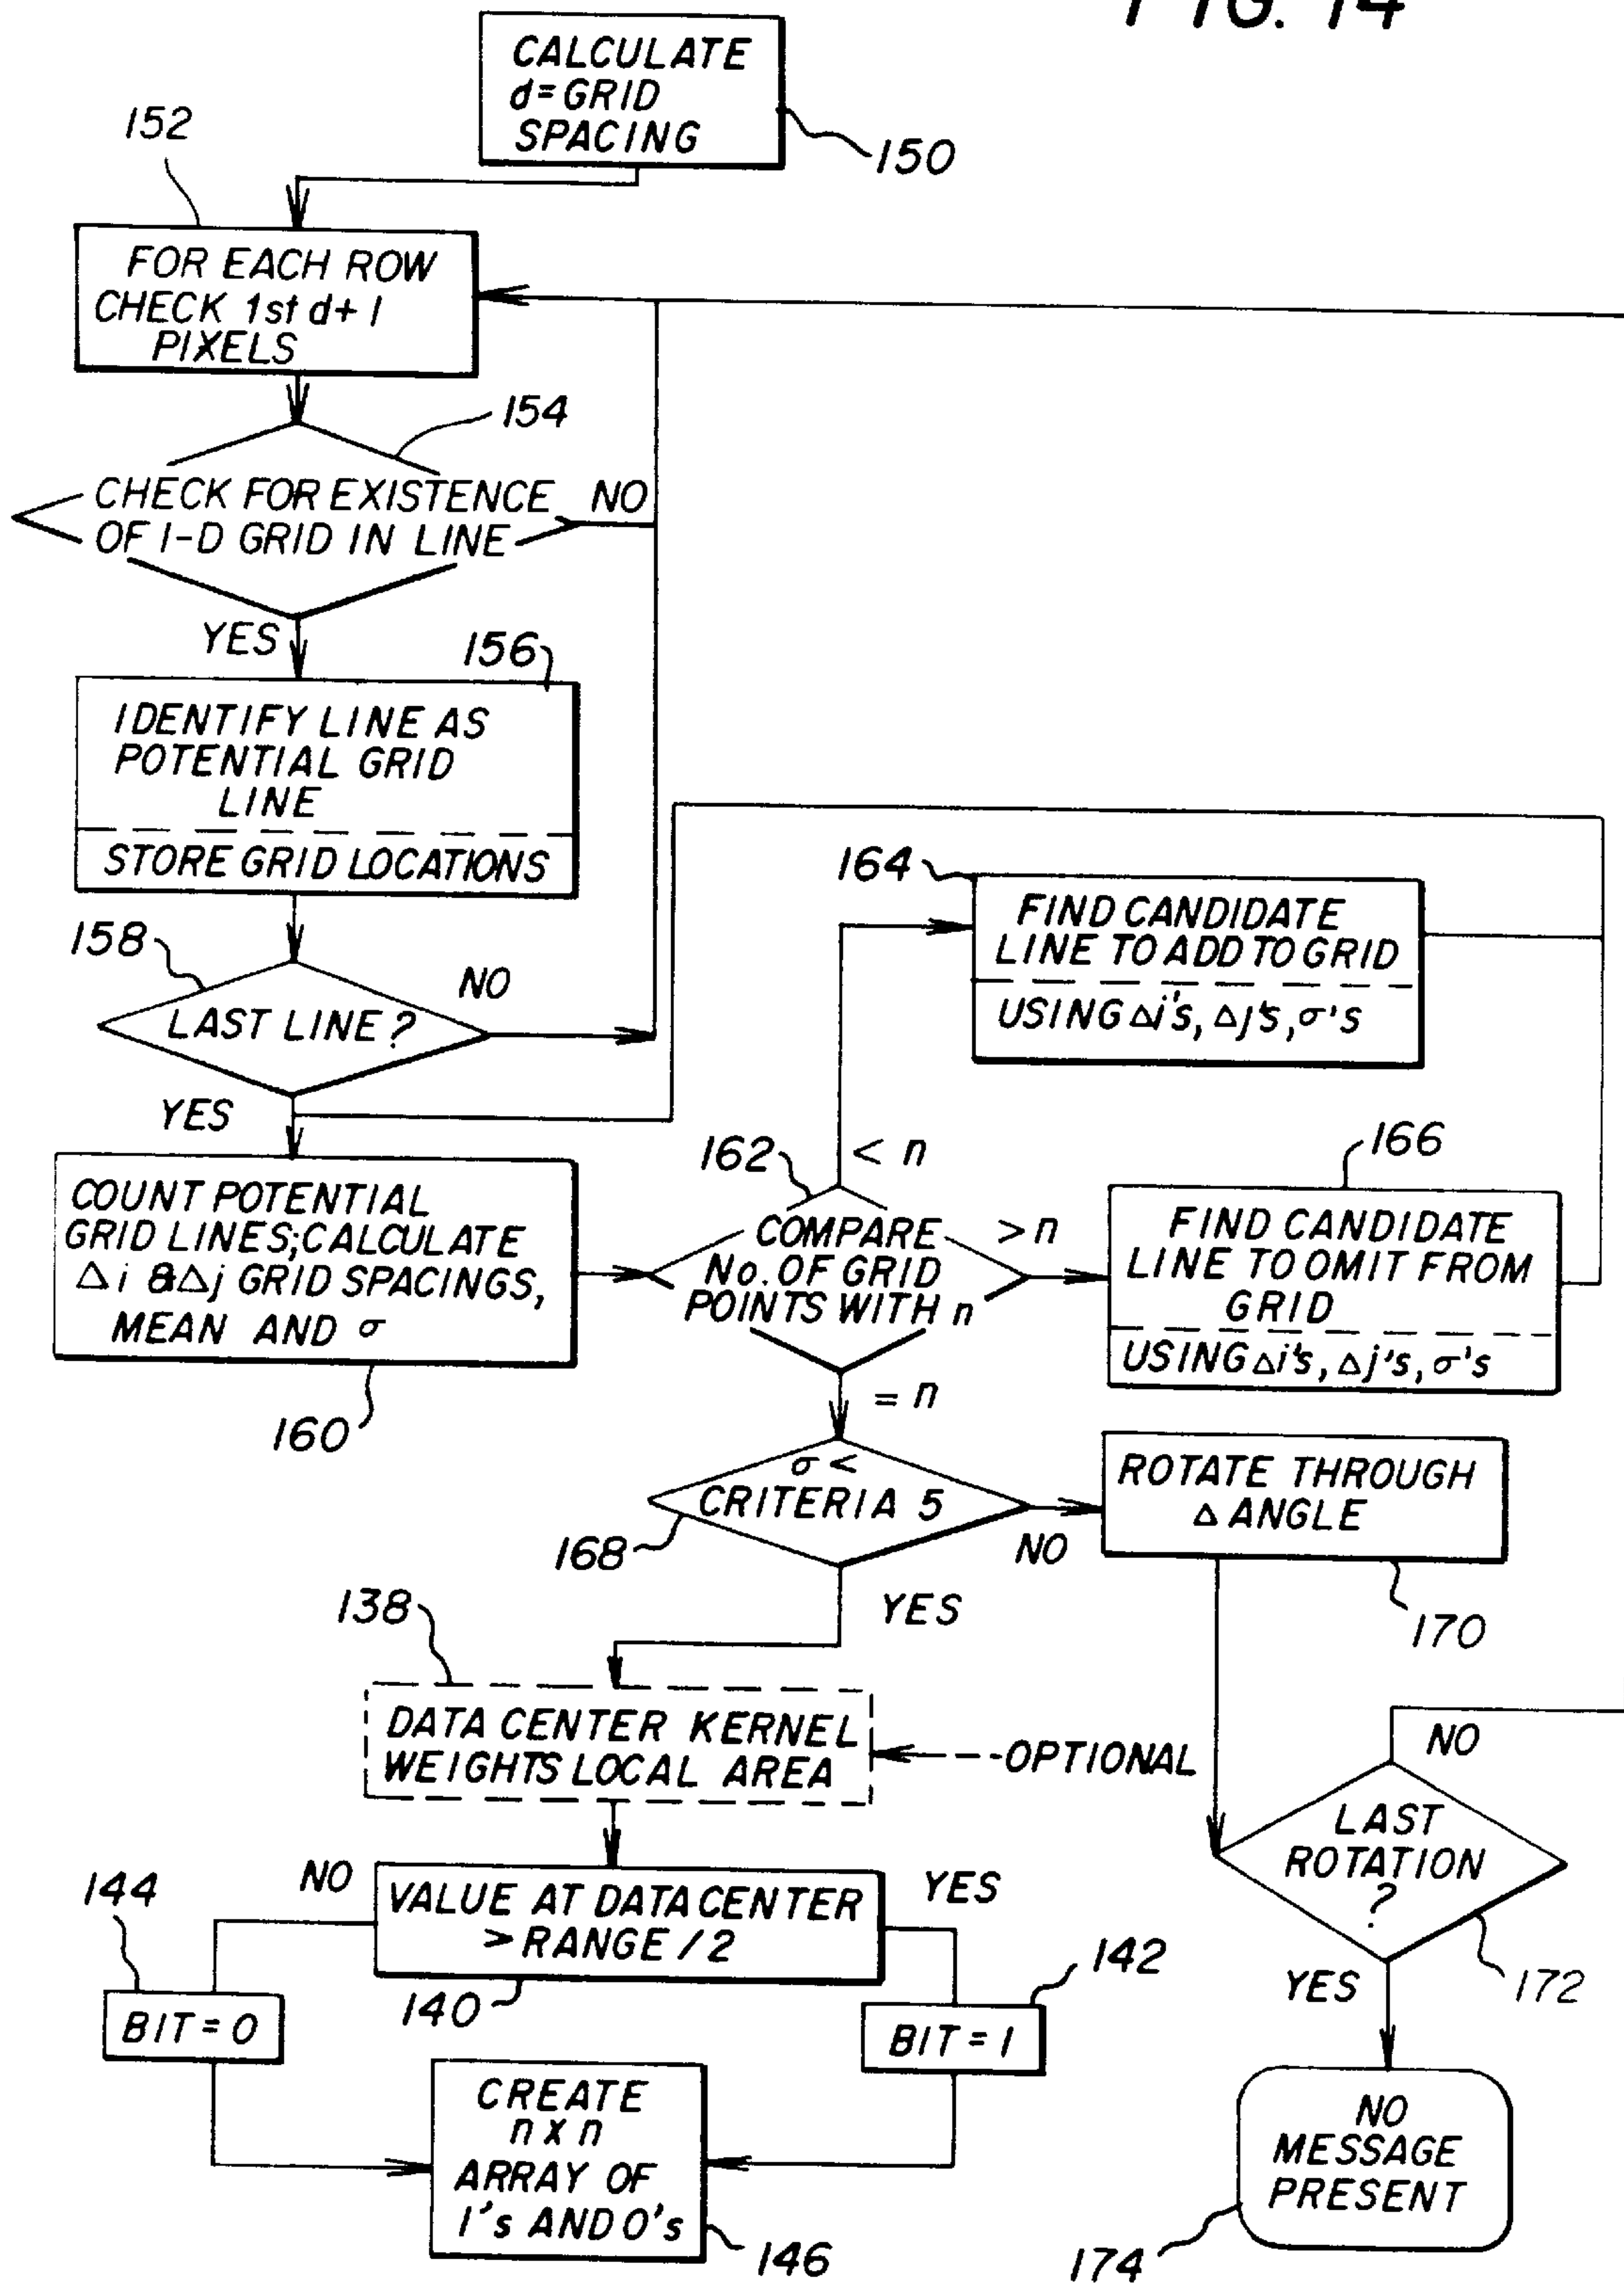 FIG. 14
CALCULATE
d=GRID
SPACING
150
152
FOR EACH ROW
CHECK 1st d+1
PIXELS
154
CHECK FOR EXISTENCE
OF 1-D GRID IN LINE
NO
YES
156
IDENTIFY LINE AS
POTENTIAL GRID
LINE
STORE GRID LOCATIONS
158
LAST LINE?
NO
YES
164
FIND CANDIDATE
LINE TO ADD TO GRID
USING Δi's, Δj's, σ's
COUNT POTENTIAL
GRID LINES;CALCULATE
Δi &Δj GRID SPACINGS,
MEAN AND σ
160
162
< n
COMPARE
No. OF GRID
POINTS WITH n
>n
= n
166
FIND CANDIDATE
LINE TO OMIT FROM
GRID
USING Δi's, Δj's, σ's
σ <
CRITERIA 5
168
NO
YES
ROTATE THROUGH
Δ ANGLE
170
138
DATA CENTER KERNEL
WEIGHTS LOCAL AREA
OPTIONAL
NO
LAST
ROTATION
?
172
YES
144
NO
VALUE AT DATA CENTER
> RANGE / 2
YES
140
142
BIT = 0
BIT = 1
CREATE
n x n
ARRAY OF
1's AND 0's
146
NO
MESSAGE
PRESENT
174